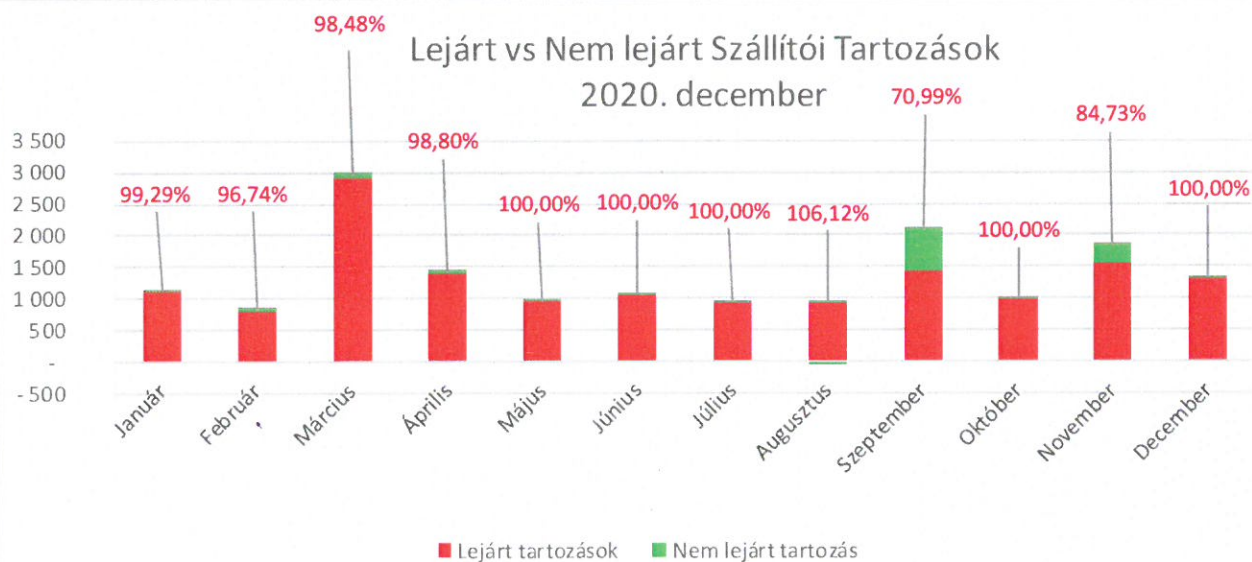 Lejárt vs Nem lejárt Szállítói Tartozások
2020. december
98,48%
70,99%
98,80%
84,73%
99,29%
96,74%
100,00%
100,00%
100,00%
106,12%
100,00%
100,00%
3 500
3 000
2 500
2 000
1 500
1 000
500
-
- 500
Január
Február
Március
Április
Május
Június
Július
Augusztus
Szeptember
Október
November
December
Lejárt tartozások
Nem lejárt tartozás